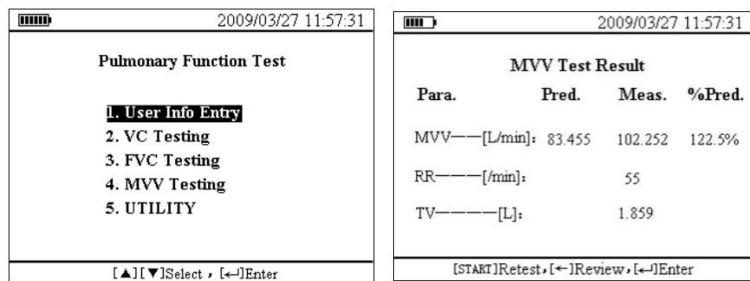 2009/03/27 11:57:31
Pulmonary Function Test
1. User Info Entry
2. VC Testing
3. FVC Testing
4. MVV Testing
5. UTILITY
[▲][▼]Select , [↵]Enter
2009/03/27 11:57:31
MVV Test Result
Para. Pred. Meas. %Pred.
MVV——[L/min]: 83.455 102.252 122.5%
RR———[/min]: 55
TV————[L]: 1.859
[START]Retest,[←]Review,[↵]Enter